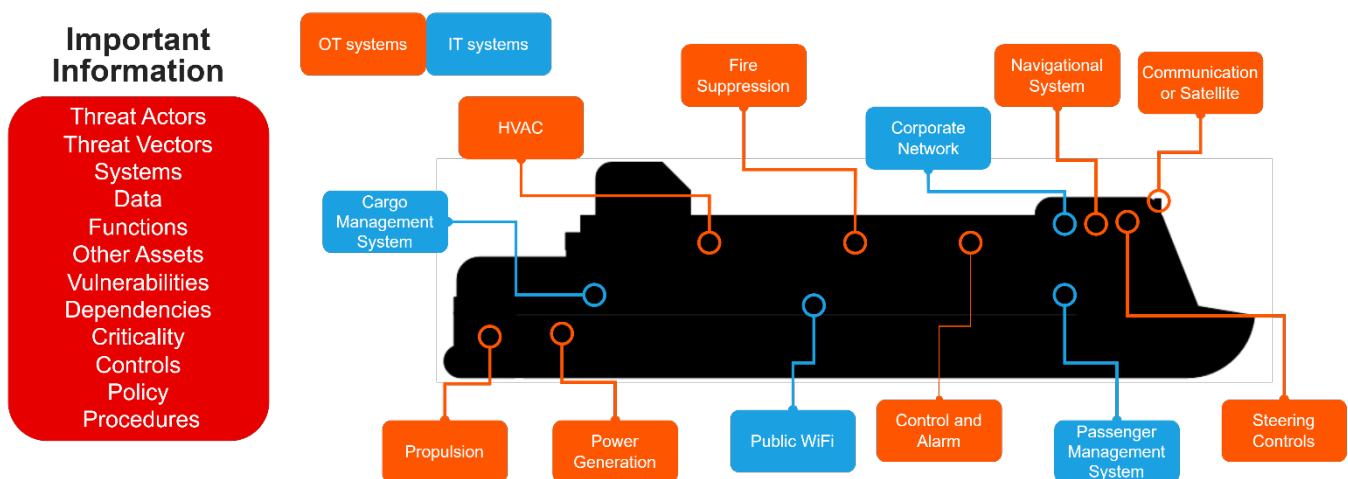 Important
Information
Threat Actors
Threat Vectors
Systems
Data
Functions
Other Assets
Vulnerabilities
Dependencies
Criticality
Controls
Policy
Procedures
OT systems
IT systems
Fire
Suppression
Navigational
System
Communication
or Satellite
HVAC
Corporate
Network
Cargo
Management
System
Propulsion
Power
Generation
Public WiFi
Control and
Alarm
Passenger
Management
System
Steering
Controls